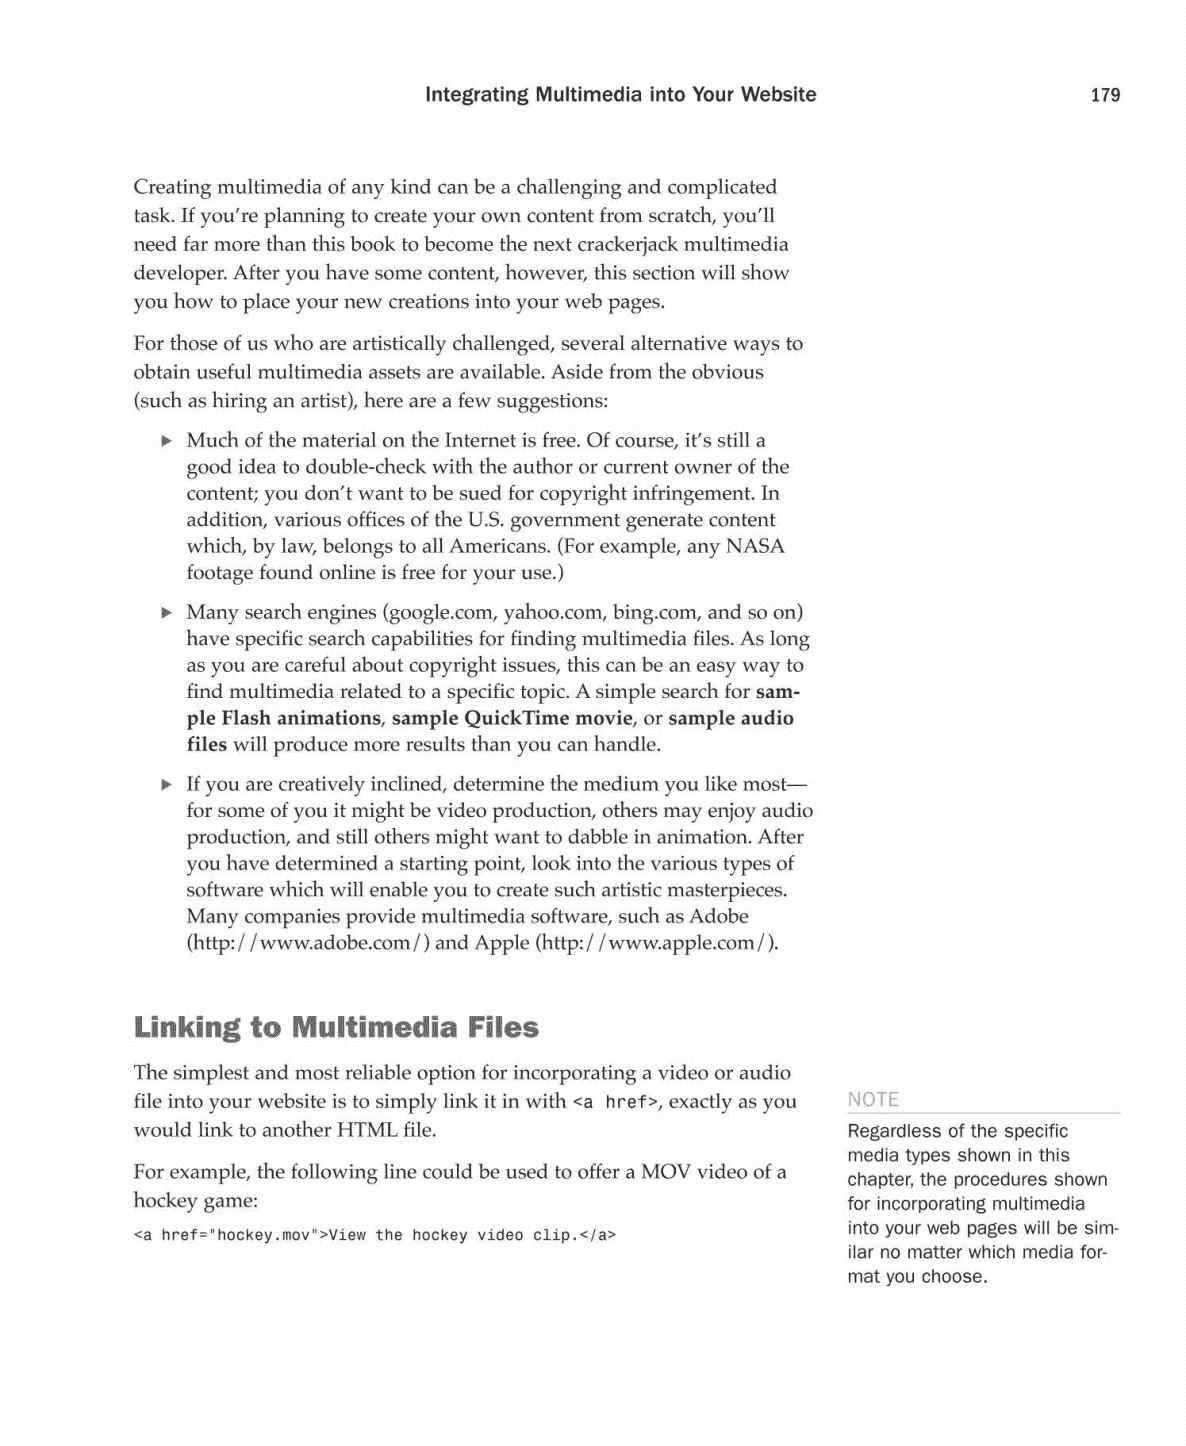 Integrating Multimedia into Your Website 179
Creating multimedia of any kind can be a challenging and complicated
task. If you're planning to create your own content from scratch, you'll
need far more than this book to become the next crackerjack multimedia
developer. After you have some content, however, this section will show
you how to place your new creations into your web pages.
For those of us who are artistically challenged, several alternative ways to
obtain useful multimedia assets are available. Aside from the obvious
(such as hiring an artist), here are a few suggestions:
Much of the material on the Internet is free. Of course, it's still a
good idea to double-check with the author or current owner of the
content; you don't want to be sued for copyright infringement. In
addition, various offices of the U.S. government generate content
which, by law, belongs to all Americans. (For example, any NASA
footage found online is free for your use.)
Many search engines (google.com, yahoo.com, bing.com, and so on)
have specific search capabilities for finding multimedia files. As long
as you are careful about copyright issues, this can be an easy way to
find multimedia related to a specific topic. A simple search for sam-
ple Flash animations, sample QuickTime movie, or sample audio
files will produce more results than you can handle.
If you are creatively inclined, determine the medium you like most—
for some of you it might be video production, others may enjoy audio
production, and still others might want to dabble in animation. After
you have determined a starting point, look into the various types of
software which will enable you to create such artistic masterpieces.
Many companies provide multimedia software, such as Adobe
(http://www.adobe.com/) and Apple (http://www.apple.com/).
Linking to Multimedia Files
The simplest and most reliable option for incorporating a video or audio
file into your website is to simply link it in with <a href>, exactly as you
would link to another HTML file.
For example, the following line could be used to offer a MOV video of a
hockey game:
<a href="hockey.mov">View the hockey video clip.</a>
NOTE
Regardless of the specific
media types shown in this
chapter, the procedures shown
for incorporating multimedia
into your web pages will be sim-
ilar no matter which media for-
mat you choose.